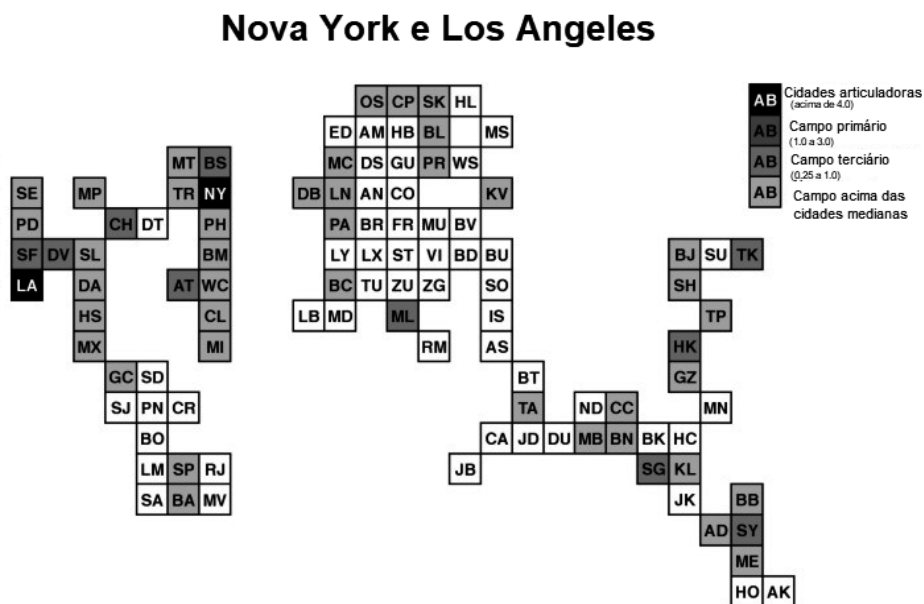 Nova York e Los Angeles
OS CP SK HL
AB Cidades articuladoras
(acima de 4.0)
ED AM HB BL MS
AB Campo primário
(1.0 a 3.0)
MT BS MC DS GU PR WS
AB Campo terciário
(0,25 a 1.0)
SE MP TR NY DB LN AN CO KV
AB Campo acima das
cidades medianas
PD CH DT PH PA BR FR MU BV
SF DV SL BM LY LX ST VI BD BU BJ SU TK
LA DA AT WC BC TU ZU ZG SO SH
HS CL LB MD ML IS TP
MX MI RM AS HK
GC SD BT GZ
SJ PN CR TA ND CC MN
BO CA JD DU MB BN BK HC
LM SP RJ JB SG KL
SA BA MV JK BB
AD SY
ME
HO AK